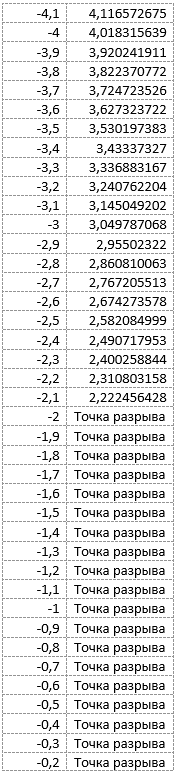 -4,1 4,116572675
-4 4,018315639
-3,9 3,920241911
-3,8 3,822370772
-3,7 3,724723526
-3,6 3,627323722
-3,5 3,530197383
-3,4 3,43337327
-3,3 3,336883167
-3,2 3,240762204
-3,1 3,145049202
-3 3,049787068
-2,9 2,95502322
-2,8 2,860810063
-2,7 2,767205513
-2,6 2,674273578
-2,5 2,582084999
-2,4 2,490717953
-2,3 2,400258844
-2,2 2,310803158
-2,1 2,222456428
-2 Точка разрыва
-1,9 Точка разрыва
-1,8 Точка разрыва
-1,7 Точка разрыва
-1,6 Точка разрыва
-1,5 Точка разрыва
-1,4 Точка разрыва
-1,3 Точка разрыва
-1,2 Точка разрыва
-1,1 Точка разрыва
-1 Точка разрыва
-0,9 Точка разрыва
-0,8 Точка разрыва
-0,7 Точка разрыва
-0,6 Точка разрыва
-0,5 Точка разрыва
-0,4 Точка разрыва
-0,3 Точка разрыва
-0,2 Точка разрыва